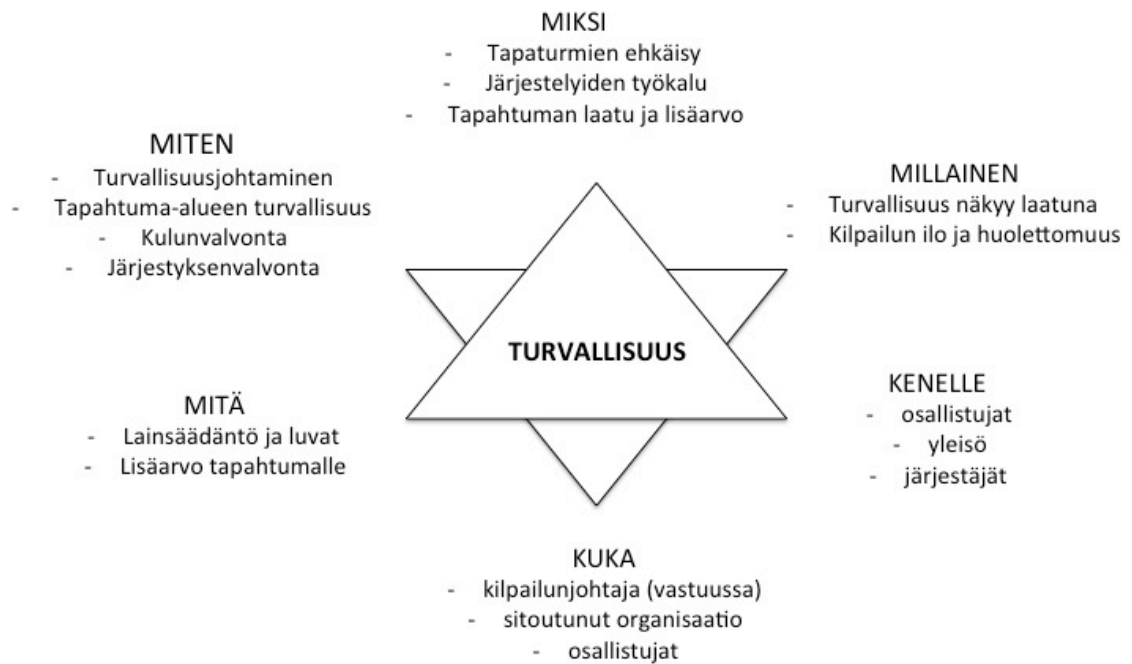 MIKSI
- Tapaturmien ehkäisy
- Järjestelyiden työkalu
- Tapahtuman laatu ja lisäarvo
MITEN
- Turvallisuusjohtaminen
- Tapahtuma-alueen turvallisuus
- Kulunvalvonta
- Järjestyksenvalvonta
MILLAINEN
- Turvallisuus näkyy laatuna
- Kilpailun ilo ja huolettomuus
TURVALLISUUS
MITÄ
- Lainsäädäntö ja luvat
- Lisäarvo tapahtumalle
KENELLE
- osallistujat
- yleisö
- järjestäjät
KUKA
- kilpailunjohtaja (vastuussa)
- sitoutunut organisaatio
- osallistujat